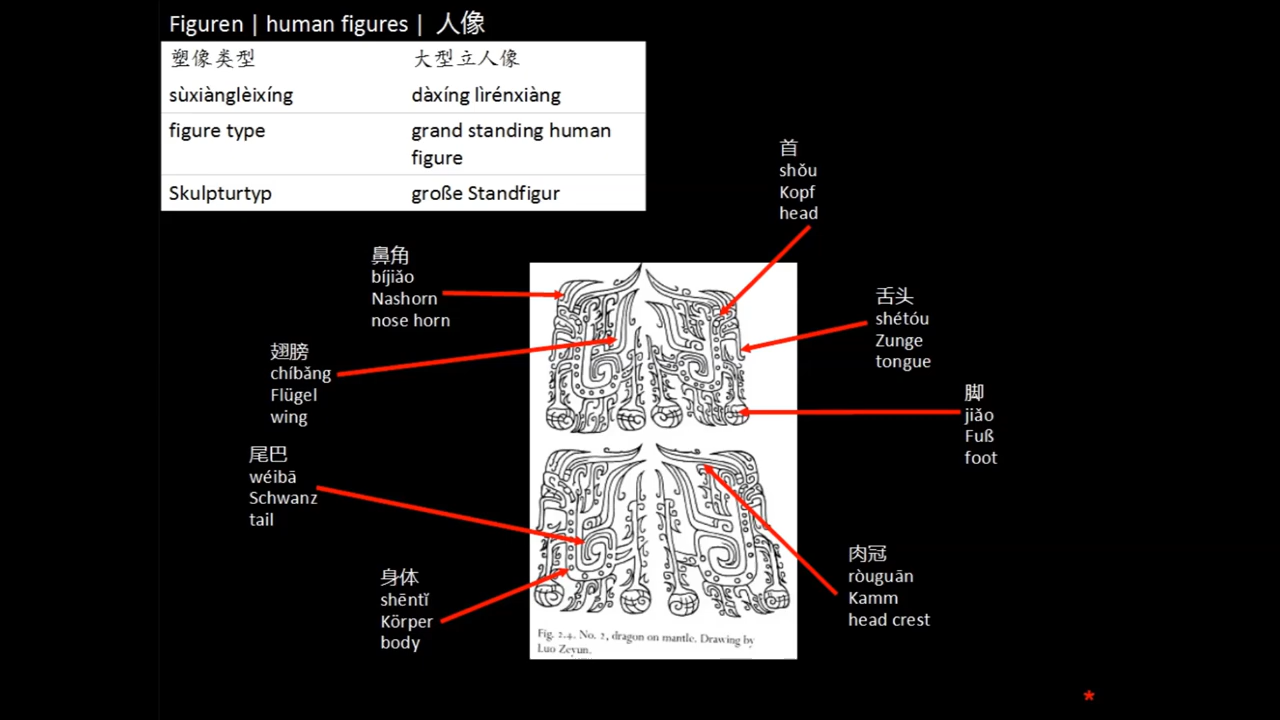 Figuren | human figures | 人像
塑像类型 大型立人像
sùxiànglèixíng dàxíng lìrénxiàng
figure type grand standing human
figure
Skulpturtyp große Standfigur
首
shǒu
Kopf
head
鼻角
bíjiǎo
Nashorn
nose horn
舌头
shétóu
Zunge
tongue
翅膀
chíbǎng
Flügel
wing
脚
jiǎo
Fuß
foot
尾巴
wéibā
Schwanz
tail
肉冠
ròuguān
Kamm
head crest
身体
shēntǐ
Körper
body
Fig. 2.4. No. 2, dragon on mantle. Drawing by
Luo Zeyun.
*